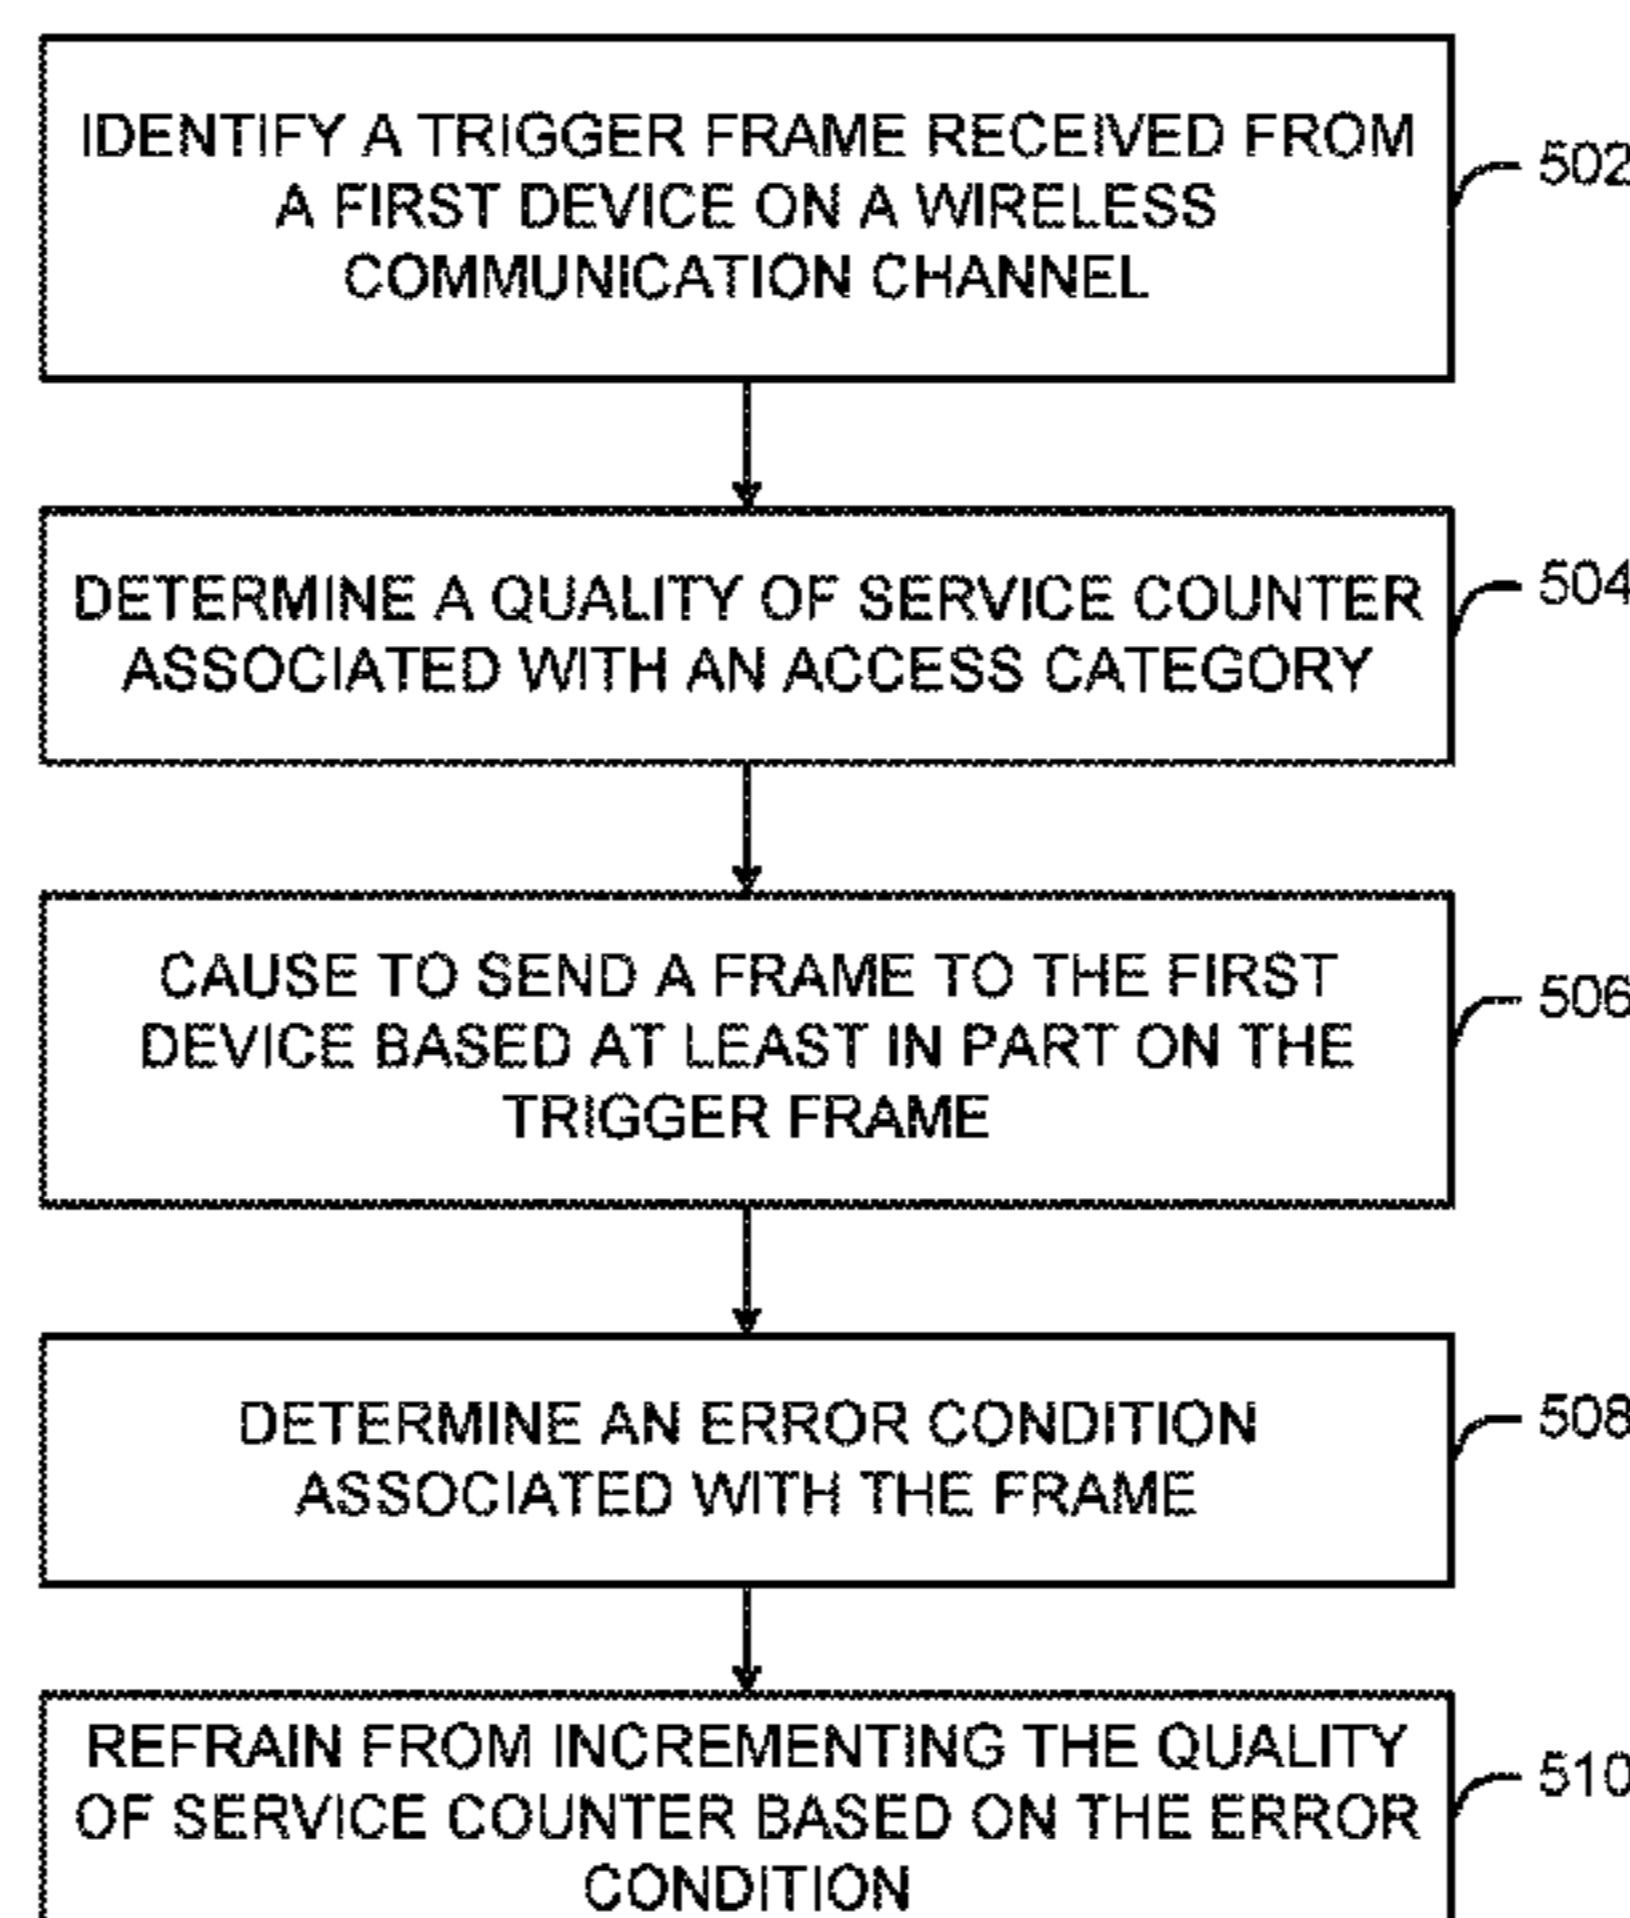 IDENTIFY A TRIGGER FRAME RECEIVED FROM
A FIRST DEVICE ON A WIRELESS
COMMUNICATION CHANNEL
502
DETERMINE A QUALITY OF SERVICE COUNTER
ASSOCIATED WITH AN ACCESS CATEGORY
504
CAUSE TO SEND A FRAME TO THE FIRST
DEVICE BASED AT LEAST IN PART ON THE
TRIGGER FRAME
506
DETERMINE AN ERROR CONDITION
ASSOCIATED WITH THE FRAME
508
REFRAIN FROM INCREMENTING THE QUALITY
OF SERVICE COUNTER BASED ON THE ERROR
CONDITION
510